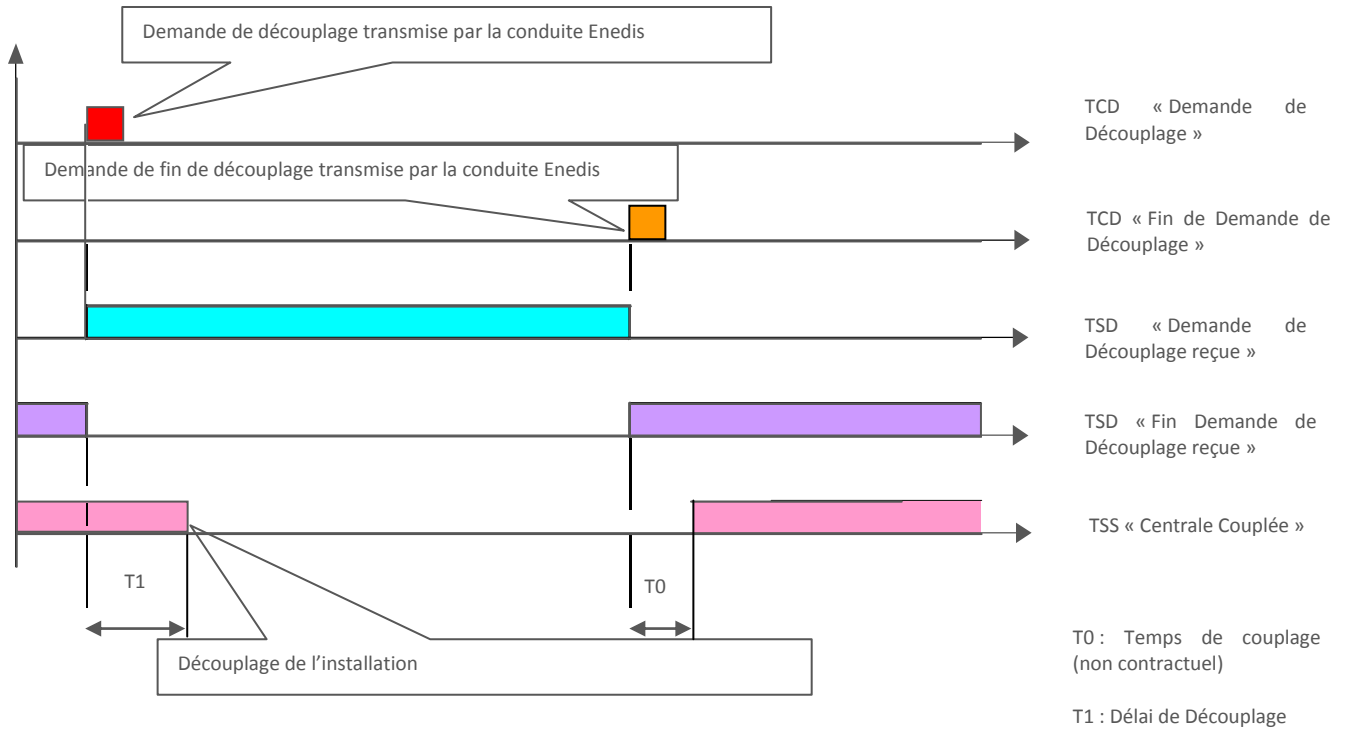 Demande de découplage transmise par la conduite Enedis
TCD « Demande de
Découplage »
Demande de fin de découplage transmise par la conduite Enedis
TCD « Fin de Demande de
Découplage »
TSD « Demande de
Découplage reçue »
TSD « Fin Demande de
Découplage reçue »
TSS « Centrale Couplée »
T1
T0
Découplage de l’installation
T0 : Temps de couplage
(non contractuel)
T1 : Délai de Découplage